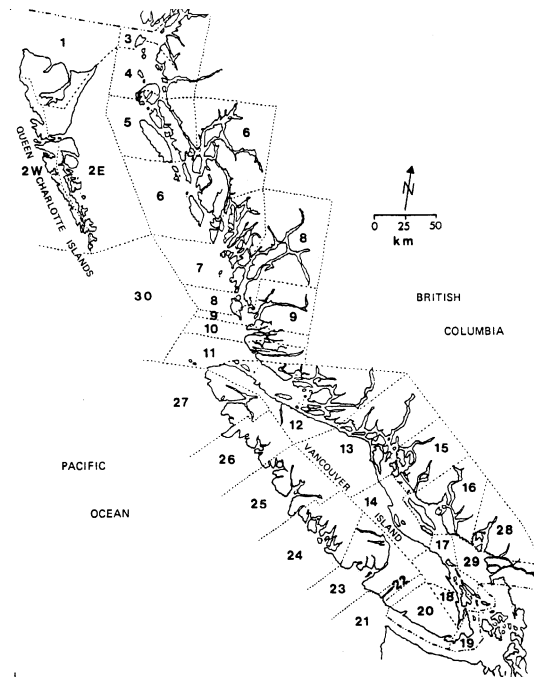 1
3
4
5
6
2W
2E
QUEEN CHARLOTTE ISLANDS
6
N
0 25 50
km
8
7
30
8
9
9
10
11
BRITISH
COLUMBIA
27
12
13
15
26
VANCOUVER ISLAND
PACIFIC
OCEAN
25
14
16
28
17
29
24
23
22
18
20
21
19